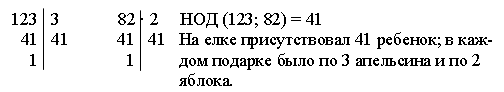 123 | 3 82 | 2 НОД (123; 82) = 41
41 | 41 41 | 41 На елке присутствовал 41 ребенок; в каж-
1 | 1 | дом подарке было по 3 апельсина и по 2
яблока.